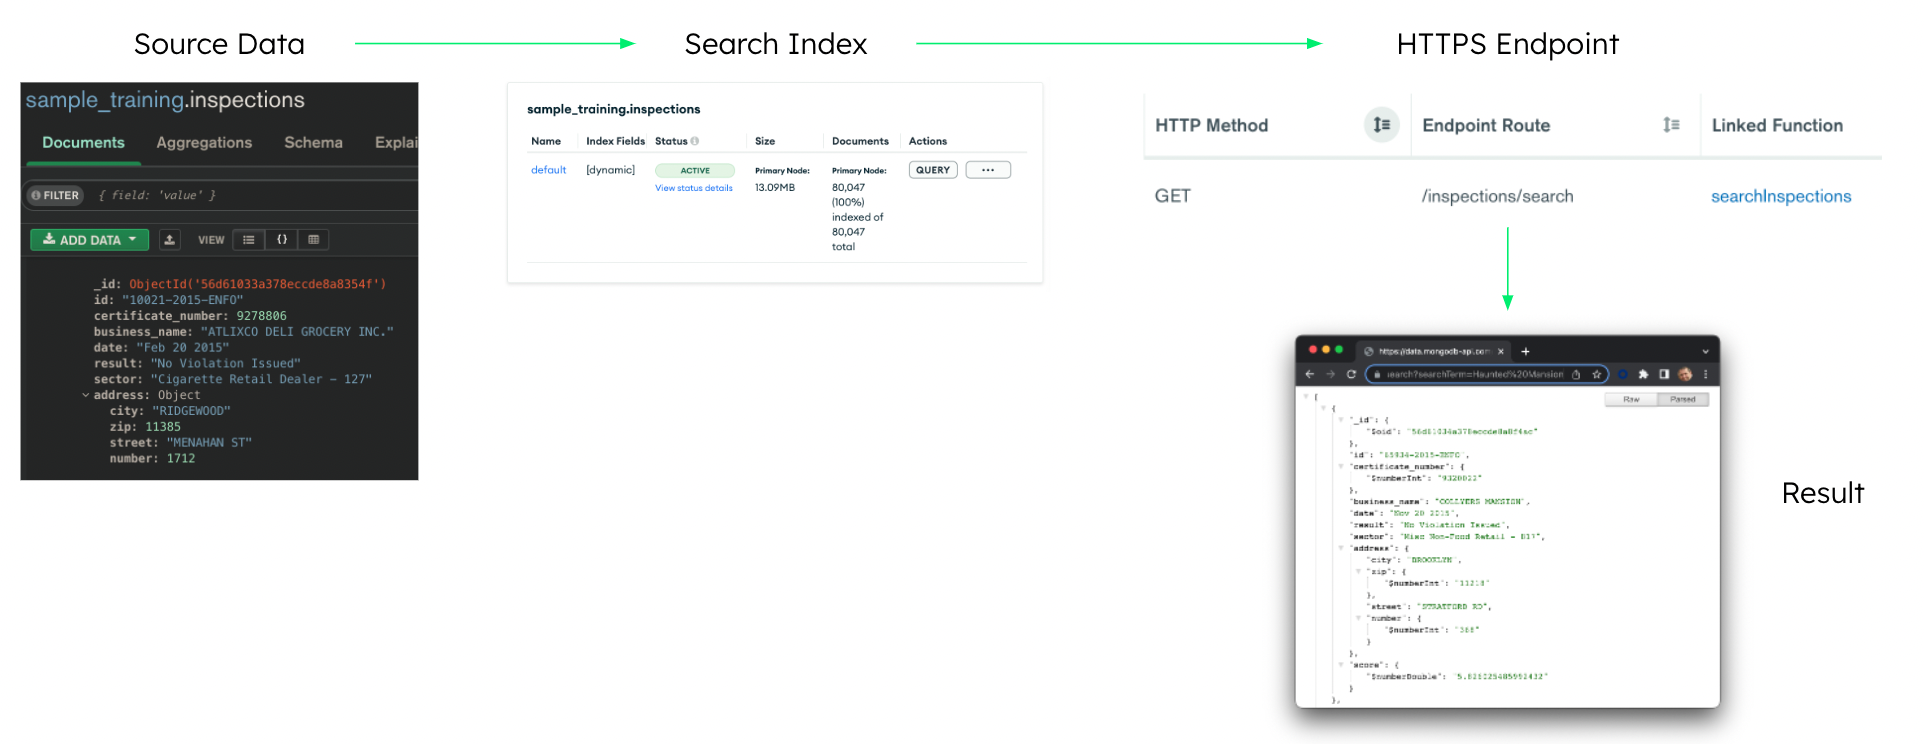 Source Data
Search Index
HTTPS Endpoint
sample_training.inspections
Documents Aggregations Schema Explai
FILTER { field: 'value' }
ADD DATA VIEW {}
_id: ObjectId('56d61033a378eccde8a8354f')
id: "10021-2015-ENFO"
certificate_number: 9278806
business_name: "ATLIXCO DELI GROCERY INC."
date: "Feb 20 2015"
result: "No Violation Issued"
sector: "Cigarette Retail Dealer - 127"
address: Object
city: "RIDGEWOOD"
zip: 11385
street: "MENAHAN ST"
number: 1712
sample_training.inspections
Name Index Fields Status Size Documents Actions
default [dynamic] ACTIVE Primary Node: Primary Node: QUERY ...
View status details 13.09MB 80,047
(100%)
indexed of
80,047
total
HTTP Method Endpoint Route Linked Function
GET /inspections/search searchInspections
https://data.mongodb-api.com
search?searchTerm=Haunted%20Mansion
Raw Parsed
[
{
"_id": {
"$oid":
},
"id":
"certificate_number": {
"$numberInt": "9320022"
},
"business_name": "COLLYERS MANSION",
"date": "Nov 20 2015",
"result": "No Violation Issued",
"sector": "Misc Non-Food Retail - 817",
"address": {
"city": "BROOKLYN",
"zip": {
"$numberInt": "11218"
},
"street": "STRATFORD RD",
"number": {
"$numberInt": "368"
}
},
"score": {
"$numberDouble":
}
},
Result